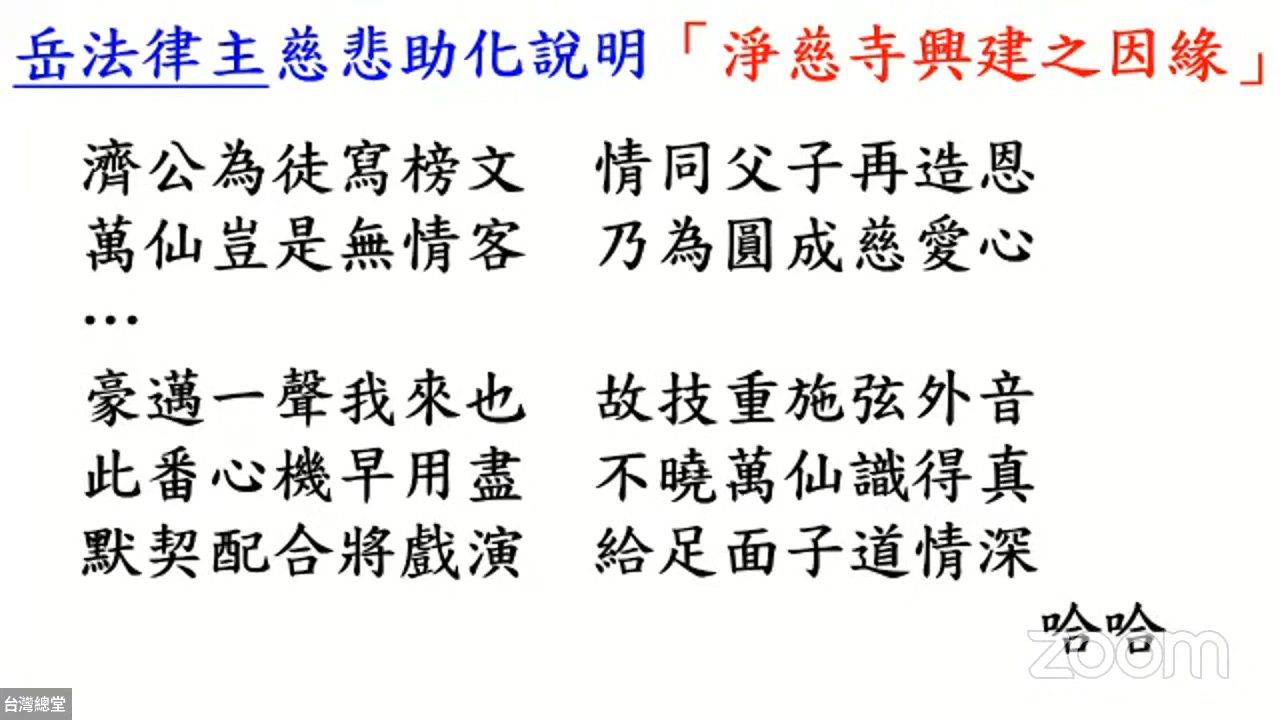 岳法律主慈悲助化說明「淨慈寺興建之因緣」
濟公為徒寫榜文　情同父子再造恩
萬仙豈是無情客　乃為圓成慈愛心
…
豪邁一聲我來也　故技重施弦外音
此番心機早用盡　不曉萬仙識得真
默契配合將戲演　給足面子道情深
哈哈
zoom
台灣總堂